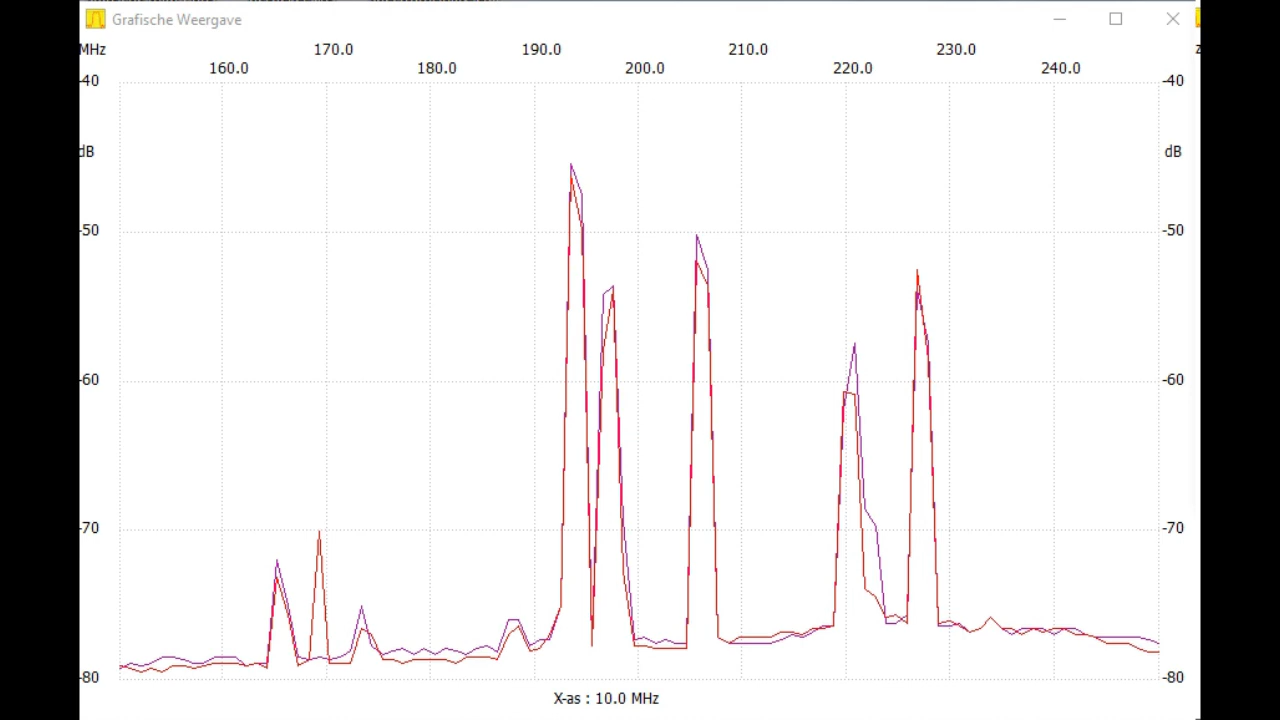 Grafische Weergave
MHz 170.0 190.0 210.0 230.0
160.0 180.0 200.0 220.0 240.0
-40 -40
dB dB
-50 -50
-60 -60
-70 -70
-80 -80
X-as : 10.0 MHz